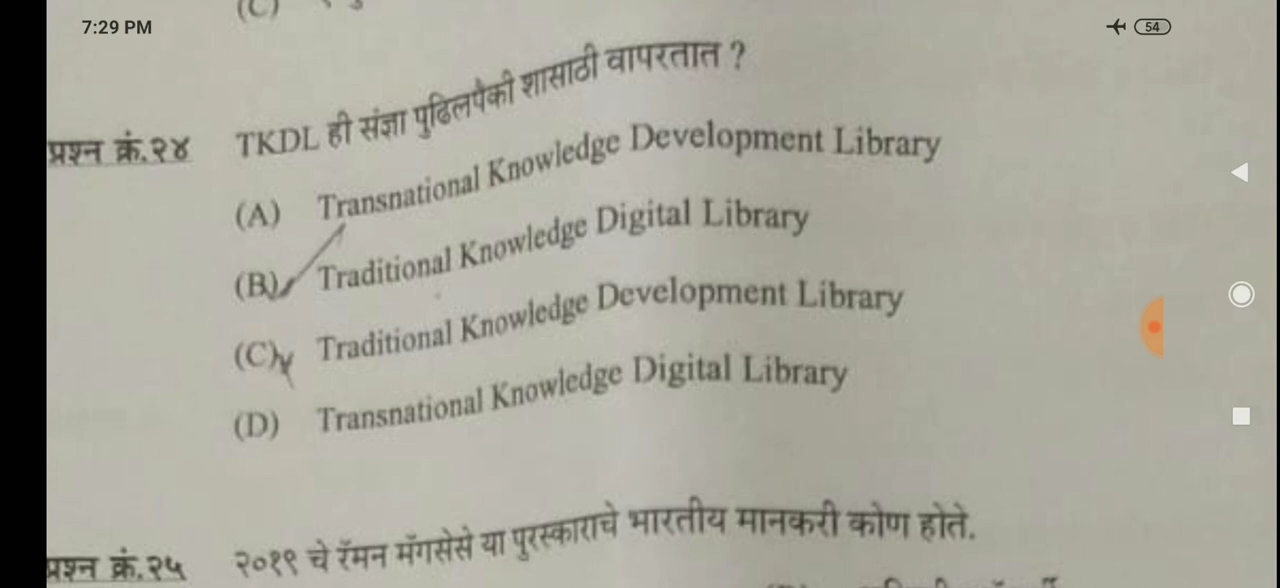 7:29 PM
54
(C)
प्रश्न क्रं.२४ TKDL ही संज्ञा पुढिलपैकी शासाठी वापरतात ?
(A) Transnational Knowledge Development Library
(B) Traditional Knowledge Digital Library
(C) Traditional Knowledge Development Library
(D) Transnational Knowledge Digital Library
प्रश्न क्रं.२५ २०१९ चे रॅमन मॅगसेसे या पुरस्काराचे भारतीय मानकरी कोण होते.